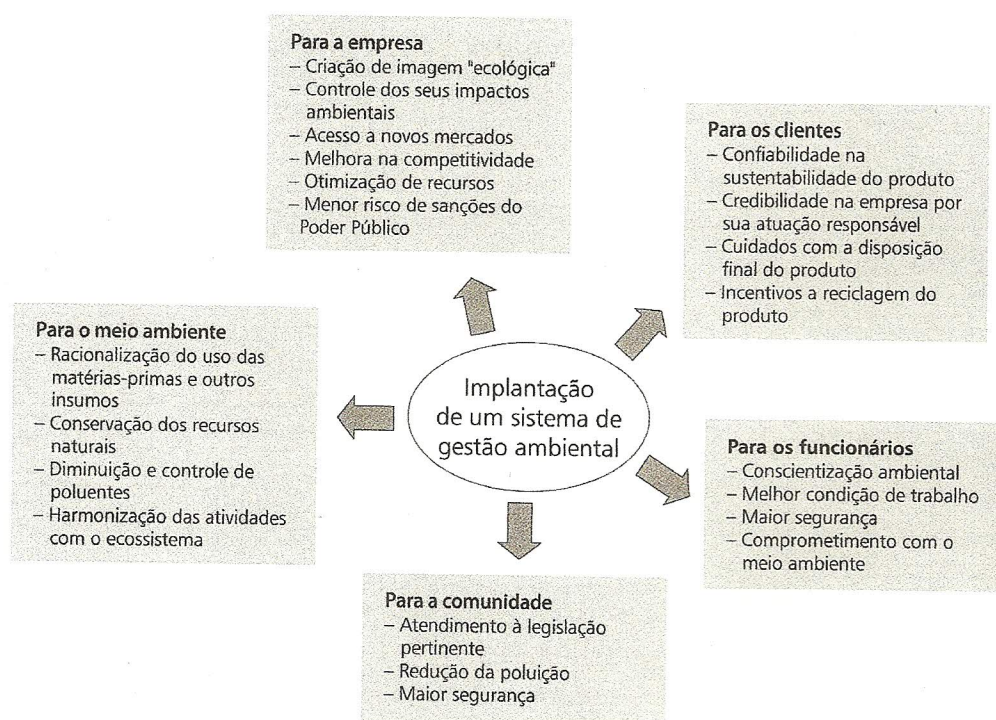 Para a empresa
– Criação de imagem "ecológica"
– Controle dos seus impactos
ambientais
– Acesso a novos mercados
– Melhora na competitividade
– Otimização de recursos
– Menor risco de sanções do
Poder Público
Para os clientes
– Confiabilidade na
sustentabilidade do produto
– Credibilidade na empresa por
sua atuação responsável
– Cuidados com a disposição
final do produto
– Incentivos a reciclagem do
produto
Para o meio ambiente
– Racionalização do uso das
matérias-primas e outros
insumos
– Conservação dos recursos
naturais
– Diminuição e controle de
poluentes
– Harmonização das atividades
com o ecossistema
Implantação
de um sistema de
gestão ambiental
Para os funcionários
– Conscientização ambiental
– Melhor condição de trabalho
– Maior segurança
– Comprometimento com o
meio ambiente
Para a comunidade
– Atendimento à legislação
pertinente
– Redução da poluição
– Maior segurança